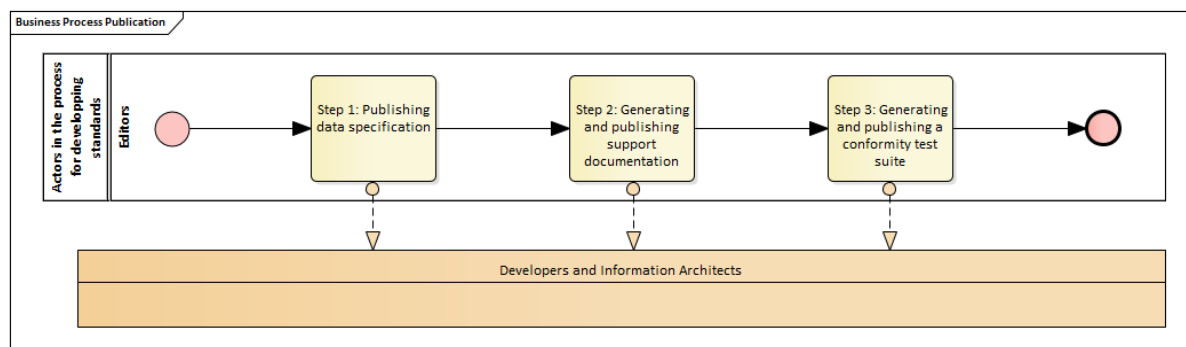 Business Process Publication
Actors in the process
for developping
standards
Editors
Step 1: Publishing
data specification
Step 2: Generating
and publishing
support
documentation
Step 3: Generating
and publishing a
conformity test
suite
Developers and Information Architects